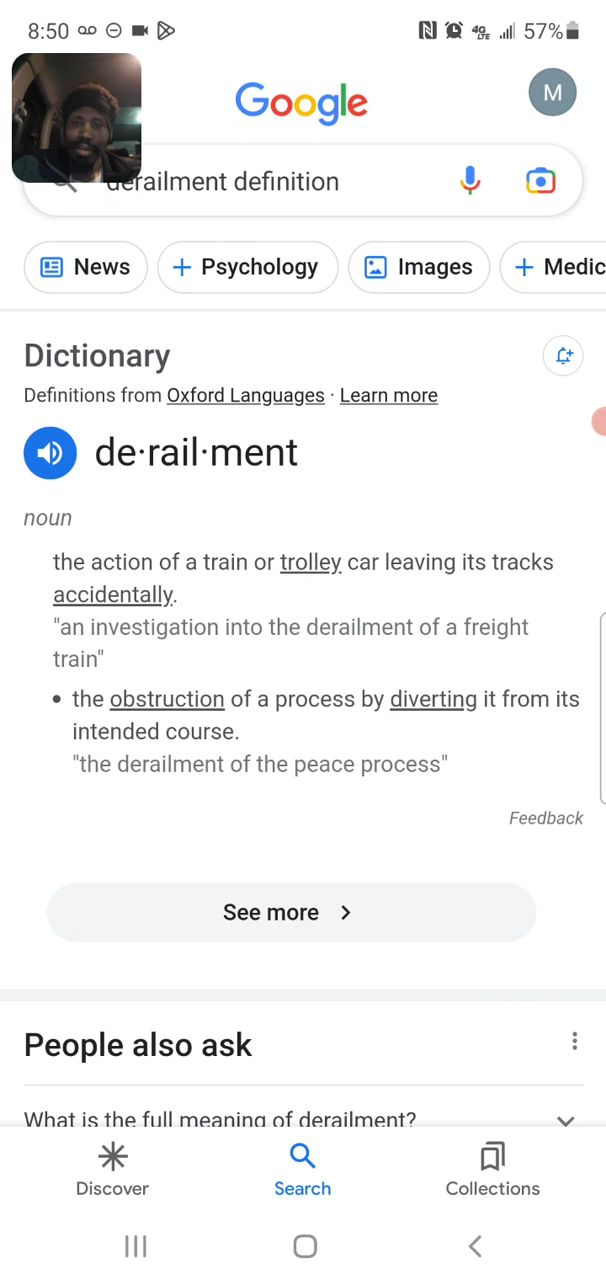 8:50 4G LTE 57%
Google
M
derailment definition
News Psychology Images Medic
Dictionary
Definitions from Oxford Languages · Learn more
de·rail·ment
noun
the action of a train or trolley car leaving its tracks
accidentally.
"an investigation into the derailment of a freight
train"
• the obstruction of a process by diverting it from its
intended course.
"the derailment of the peace process"
Feedback
See more
People also ask
What is the full meaning of derailment?
Discover Search Collections